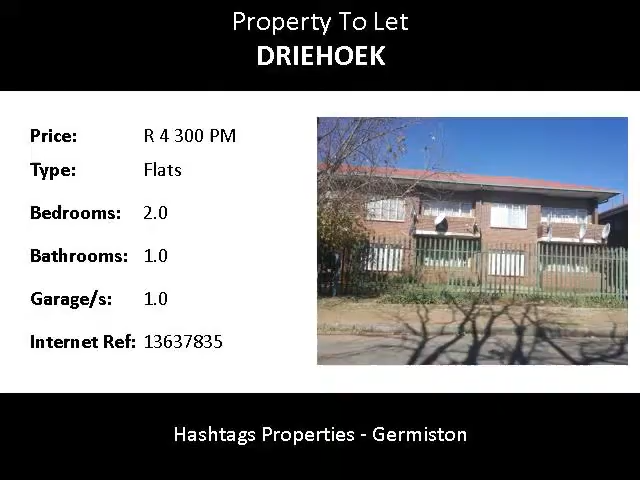 Property To Let
DRIEHOEK
Price: R 4 300 PM
Type: Flats
Bedrooms: 2.0
Bathrooms: 1.0
Garage/s: 1.0
Internet Ref: 13637835
Hashtags Properties - Germiston